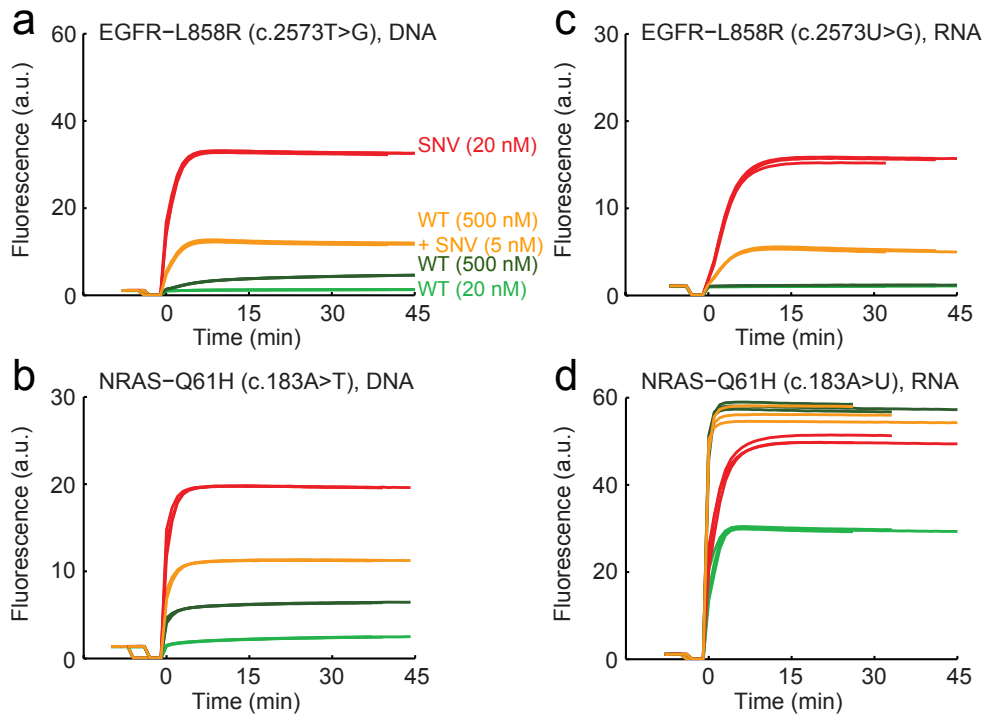 a
EGFR−L858R (c.2573T>G), DNA
60
40
20
0
Fluorescence (a.u.)
SNV (20 nM)
WT (500 nM)
+ SNV (5 nM)
WT (500 nM)
WT (20 nM)
0 15 30 45
Time (min)
c
EGFR−L858R (c.2573U>G), RNA
30
20
10
0
Fluorescence (a.u.)
0 15 30 45
Time (min)
b
NRAS−Q61H (c.183A>T), DNA
30
20
10
0
Fluorescence (a.u.)
0 15 30 45
Time (min)
d
NRAS−Q61H (c.183A>U), RNA
60
40
20
0
Fluorescence (a.u.)
0 15 30 45
Time (min)